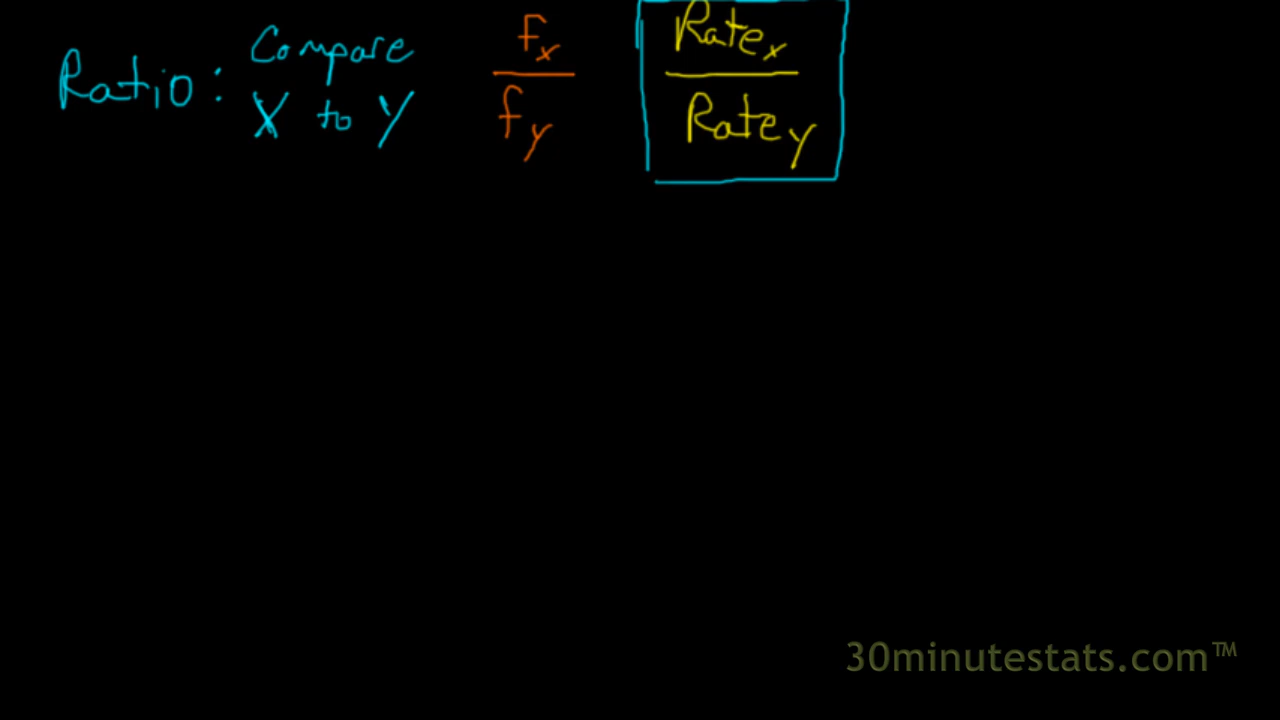 Ratio: Compare X to Y
fx
fy
Ratex
Ratey
30minutestats.com™